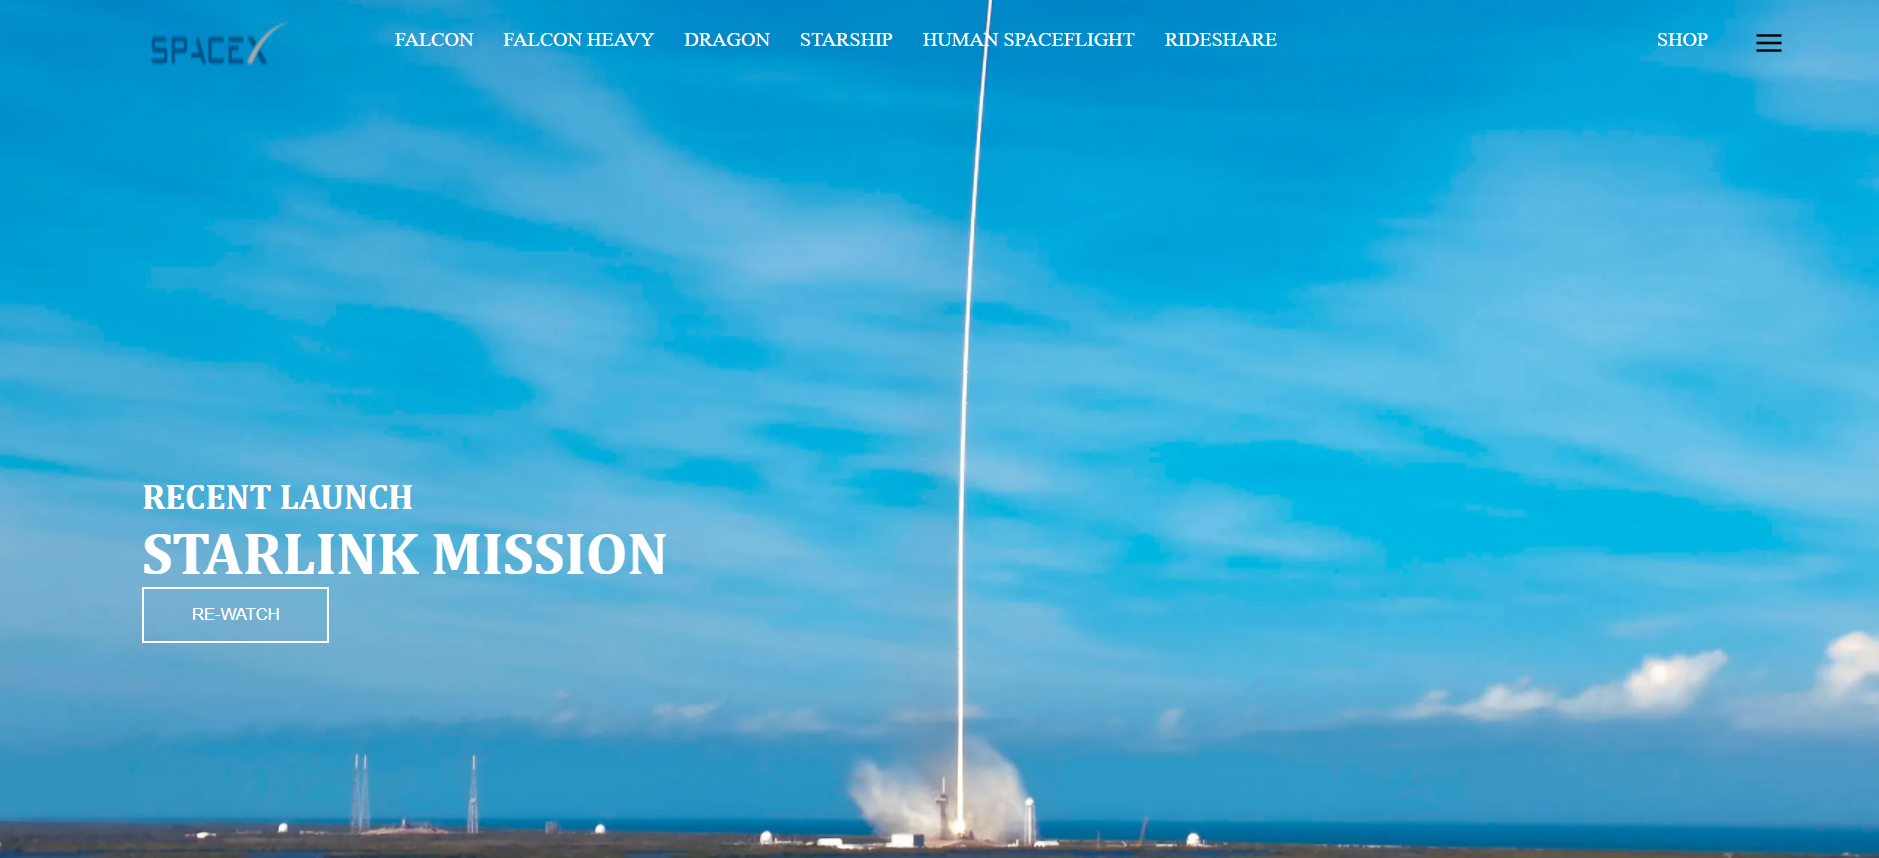 SPACEX
FALCON FALCON HEAVY DRAGON STARSHIP HUMAN SPACEFLIGHT RIDESHARE SHOP
RECENT LAUNCH
STARLINK MISSION
RE-WATCH